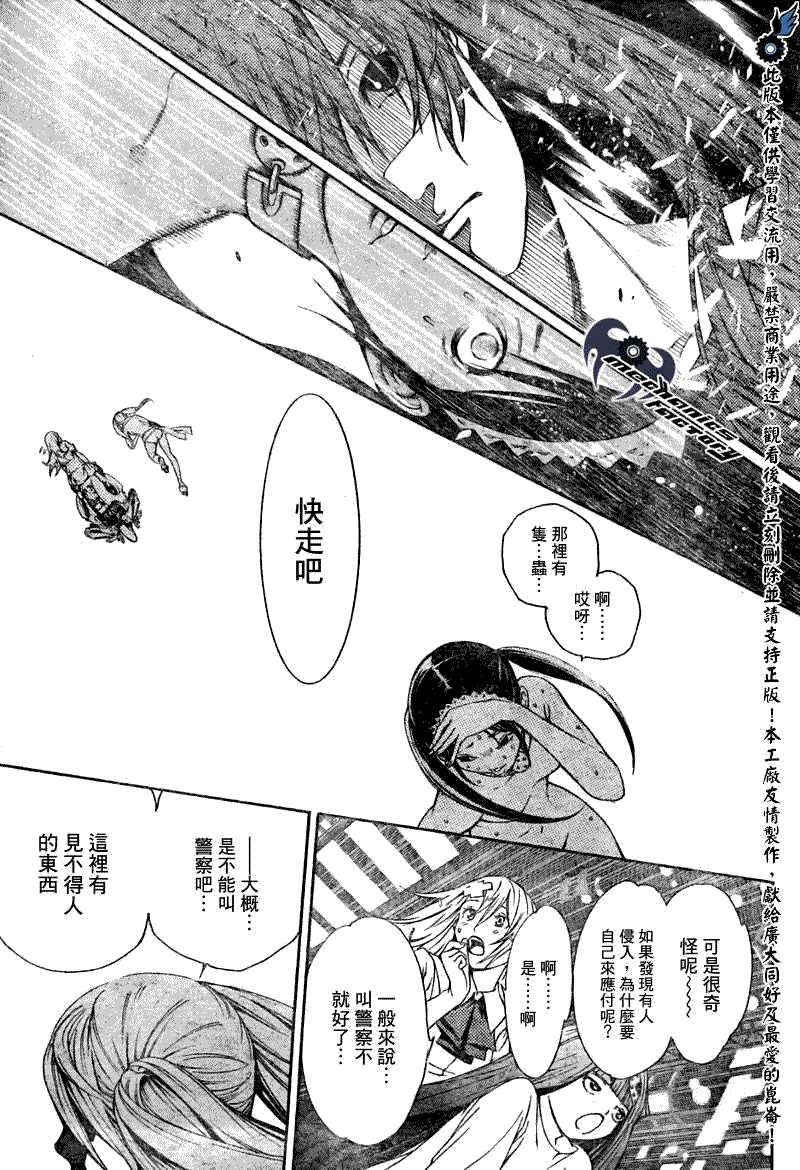 此版本僅供學習交流用，嚴禁商業用途，觀看後請立刻刪除並請支持正版！本工廠友情製作，獻給廣大同好及最愛的崑崙！
Mechanics
Factory
快走吧
啊……
哎呀…
那裡有
隻…蟲…
可是很奇
怪呢～～
如果發現有人
侵入，為什麼要
自己來應付呢？
啊……
是……啊
一般來說…
叫警察不
就好了…
——大概…
是不能叫
警察吧…
這裡有
見不得人
的東西